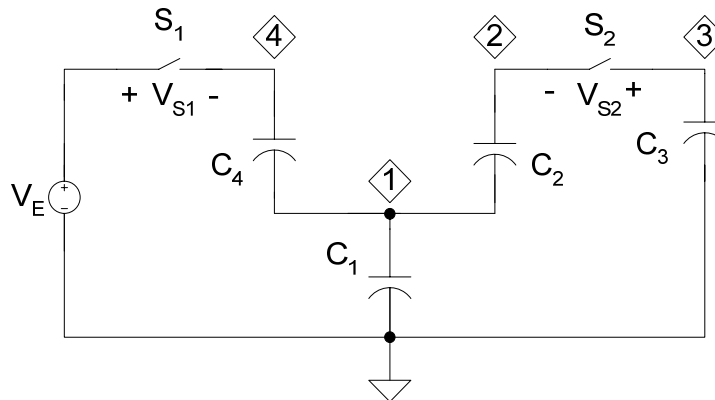 S1
4
2
S2
3
+ VS1 -
- VS2 +
C4
C2
C3
1
VE
+
-
C1